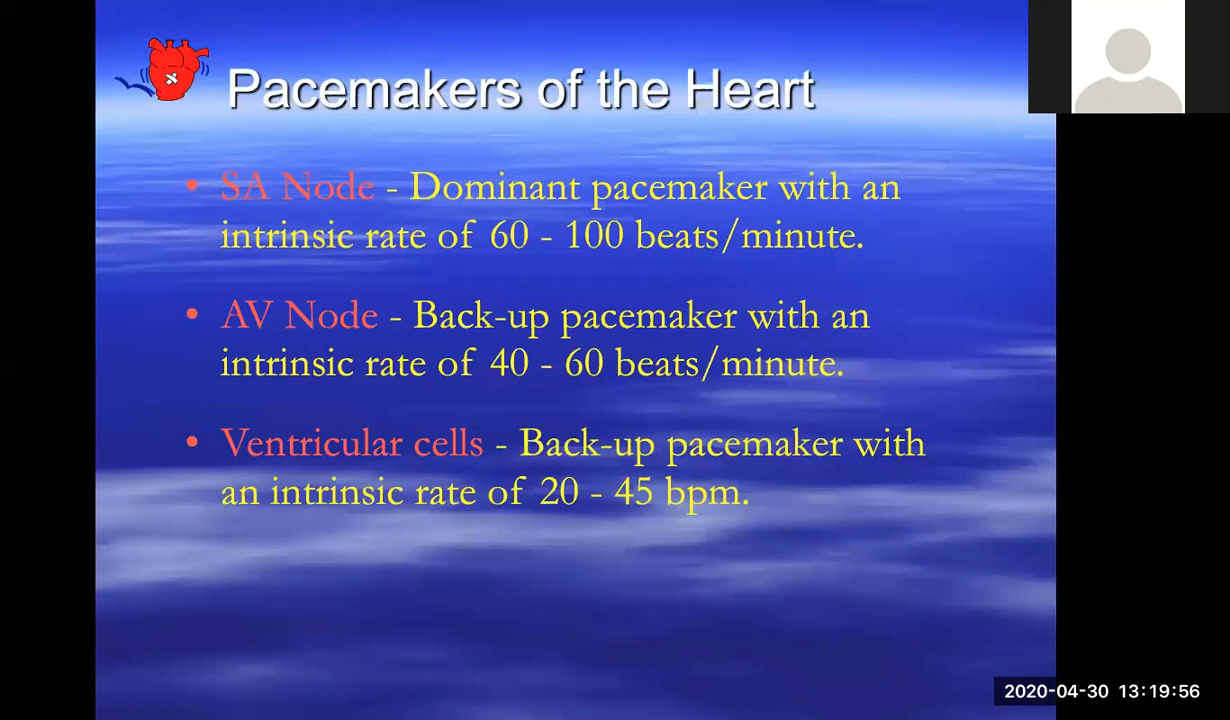 Pacemakers of the Heart
• SA Node - Dominant pacemaker with an
intrinsic rate of 60 - 100 beats/minute.
• AV Node - Back-up pacemaker with an
intrinsic rate of 40 - 60 beats/minute.
• Ventricular cells - Back-up pacemaker with
an intrinsic rate of 20 - 45 bpm.
2020-04-30 13:19:56